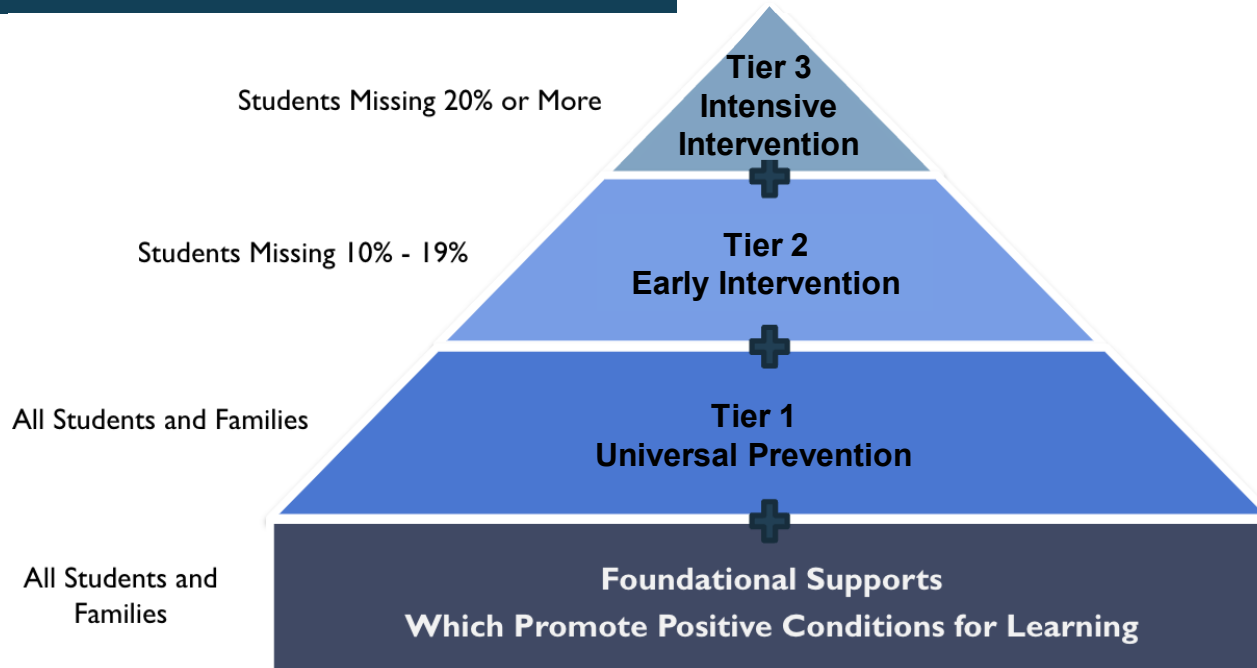 Tier 3
Intensive
Intervention
Students Missing 20% or More
Tier 2
Early Intervention
Students Missing 10% - 19%
Tier 1
Universal Prevention
All Students and Families
Foundational Supports
Which Promote Positive Conditions for Learning
All Students and
Families